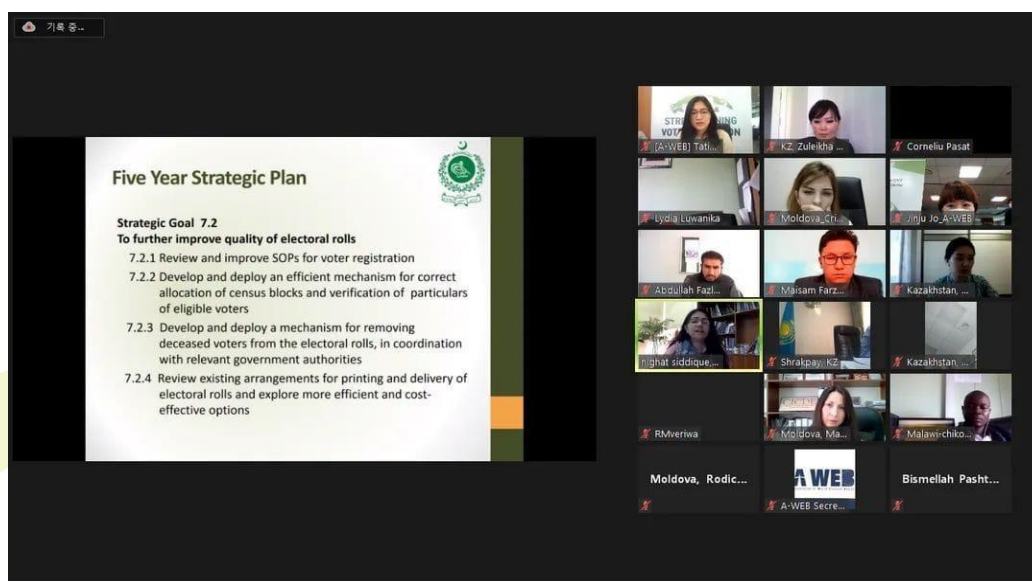 기록 중...
Five Year Strategic Plan
Strategic Goal 7.2
To further improve quality of electoral rolls
7.2.1 Review and improve SOPs for voter registration
7.2.2 Develop and deploy an efficient mechanism for correct
allocation of census blocks and verification of particulars
of eligible voters
7.2.3 Develop and deploy a mechanism for removing
deceased voters from the electoral rolls, in coordination
with relevant government authorities
7.2.4 Review existing arrangements for printing and delivery of
electoral rolls and explore more efficient and cost-
effective options
[A-WEB] Tati...
KZ, Zuleikha ...
Corneliu Pasat
Lydia Luwanika
Moldova_Cri...
Jinju Jo_A-WEB
Abdullah Fazl...
Maisam Farz...
Kazakhstan, ...
nighat siddique,...
Shrakpay, KZ
Kazakhstan, ...
RMveriwa
Moldova, Ma...
Malawi-chiko...
Moldova, Rodic...
A WEB
A-WEB Secre...
Bismellah Pasht...